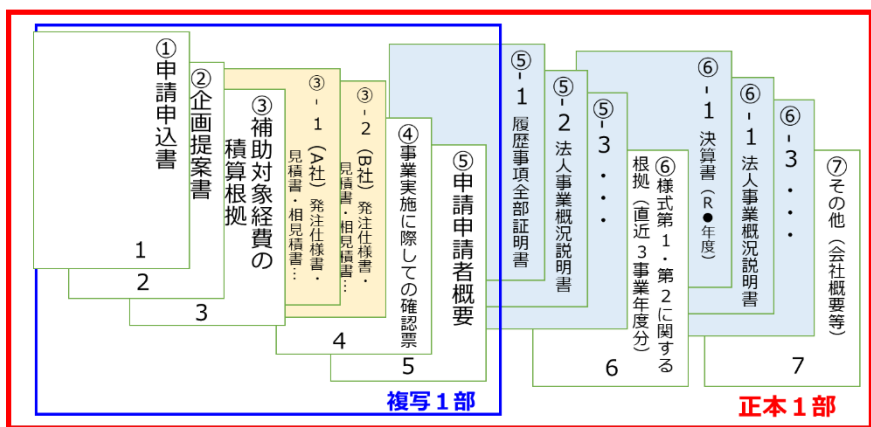 ①申請申込書
1
②企画提案書
2
③補助対象経費の
積算根拠
3
③-1（A社）発注仕様書・
見積書・相見積書…
③-2（B社）発注仕様書・
見積書・相見積書…
④事業実施に際しての確認票
4
⑤申請申請者概要
5
⑤-1 履歴事項全部証明書
⑤-2 法人事業概況説明書
⑤-3・・・
⑥様式第1・第2に関する
根拠（直近3事業年度分）
6
⑥-1 決算書（R●年度）
⑥-1 法人事業概況説明書
⑥-3・・・
⑦その他（会社概要等）
7
複写1部
正本1部